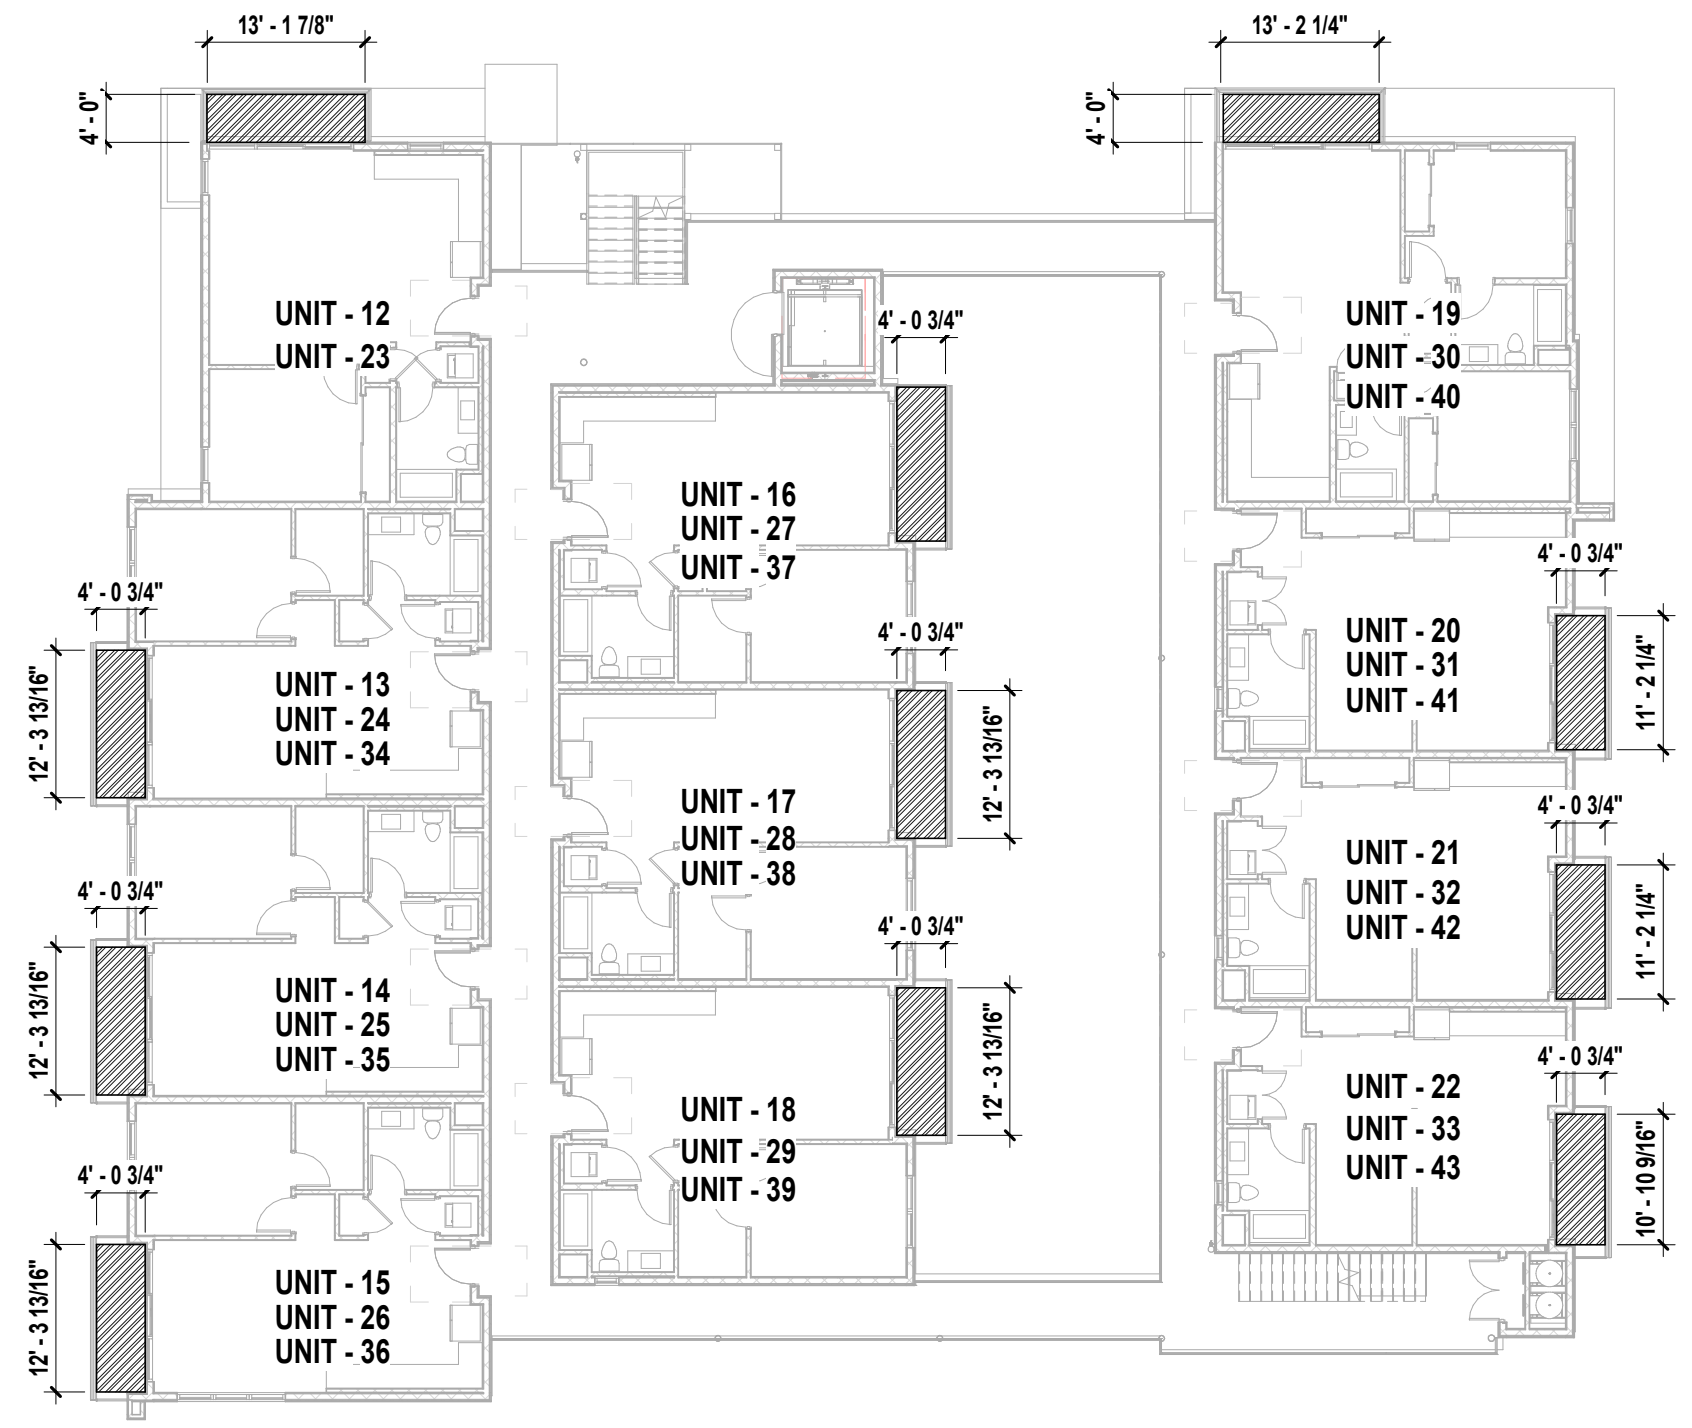 13' - 1 7/8"
13' - 2 1/4"
4' - 0"
4' - 0"
UNIT - 12
UNIT - 23
4' - 0 3/4"
UNIT - 19
UNIT - 30
UNIT - 40
UNIT - 16
UNIT - 27
UNIT - 37
4' - 0 3/4"
4' - 0 3/4"
4' - 0 3/4"
12' - 3 13/16"
UNIT - 13
UNIT - 24
UNIT - 34
UNIT - 20
UNIT - 31
UNIT - 41
11' - 2 1/4"
UNIT - 17
UNIT - 28
UNIT - 38
12' - 3 13/16"
4' - 0 3/4"
UNIT - 21
UNIT - 32
UNIT - 42
11' - 2 1/4"
4' - 0 3/4"
4' - 0 3/4"
12' - 3 13/16"
UNIT - 14
UNIT - 25
UNIT - 35
12' - 3 13/16"
4' - 0 3/4"
UNIT - 18
UNIT - 29
UNIT - 39
UNIT - 22
UNIT - 33
UNIT - 43
10' - 10 9/16"
4' - 0 3/4"
12' - 3 13/16"
UNIT - 15
UNIT - 26
UNIT - 36